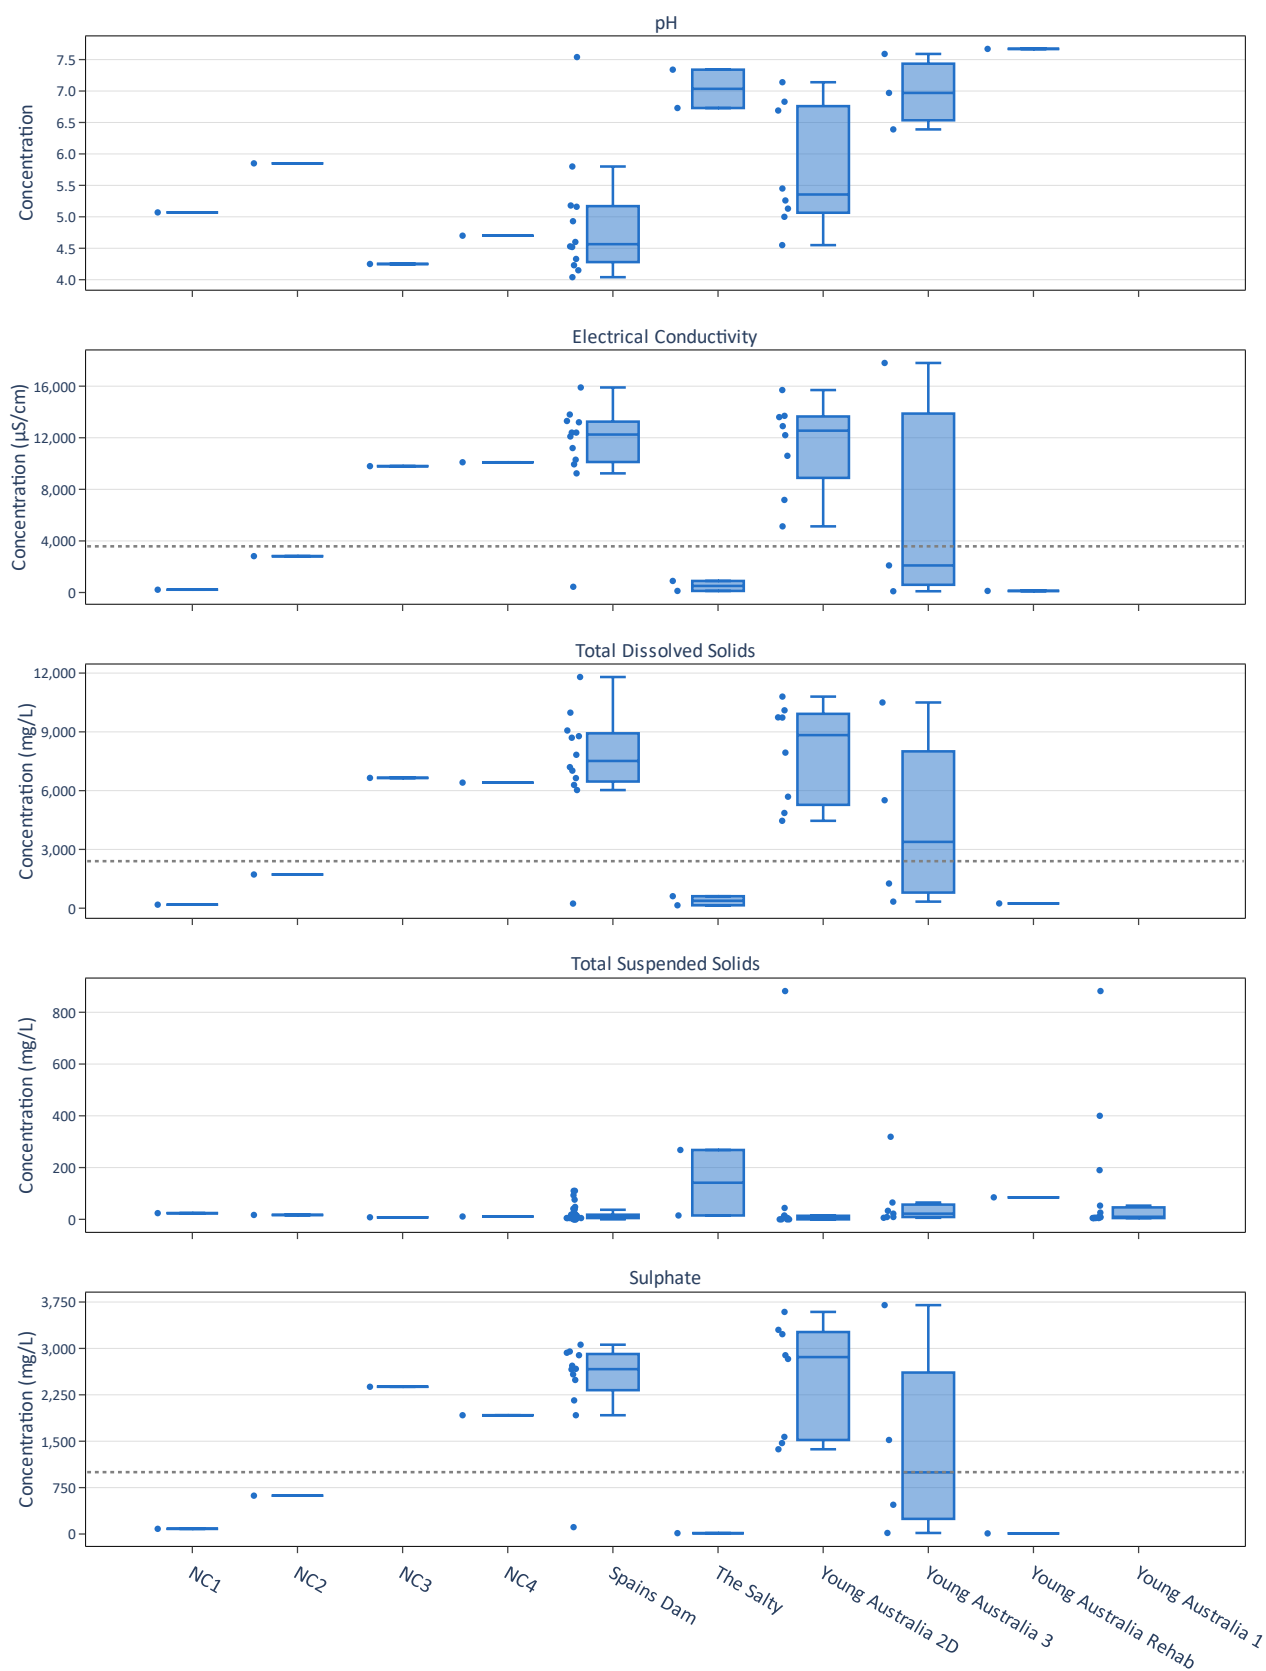 pH
Concentration
7.5
7.0
6.5
6.0
5.5
5.0
4.5
4.0
Electrical Conductivity
Concentration (µS/cm)
16,000
12,000
8,000
4,000
0
Total Dissolved Solids
Concentration (mg/L)
12,000
9,000
6,000
3,000
0
Total Suspended Solids
Concentration (mg/L)
800
600
400
200
0
Sulphate
Concentration (mg/L)
3,750
3,000
2,250
1,500
750
0
NC1
NC2
NC3
NC4
Spains Dam
The Salty
Young Australia 2D
Young Australia 3
Young Australia Rehab
Young Australia 1